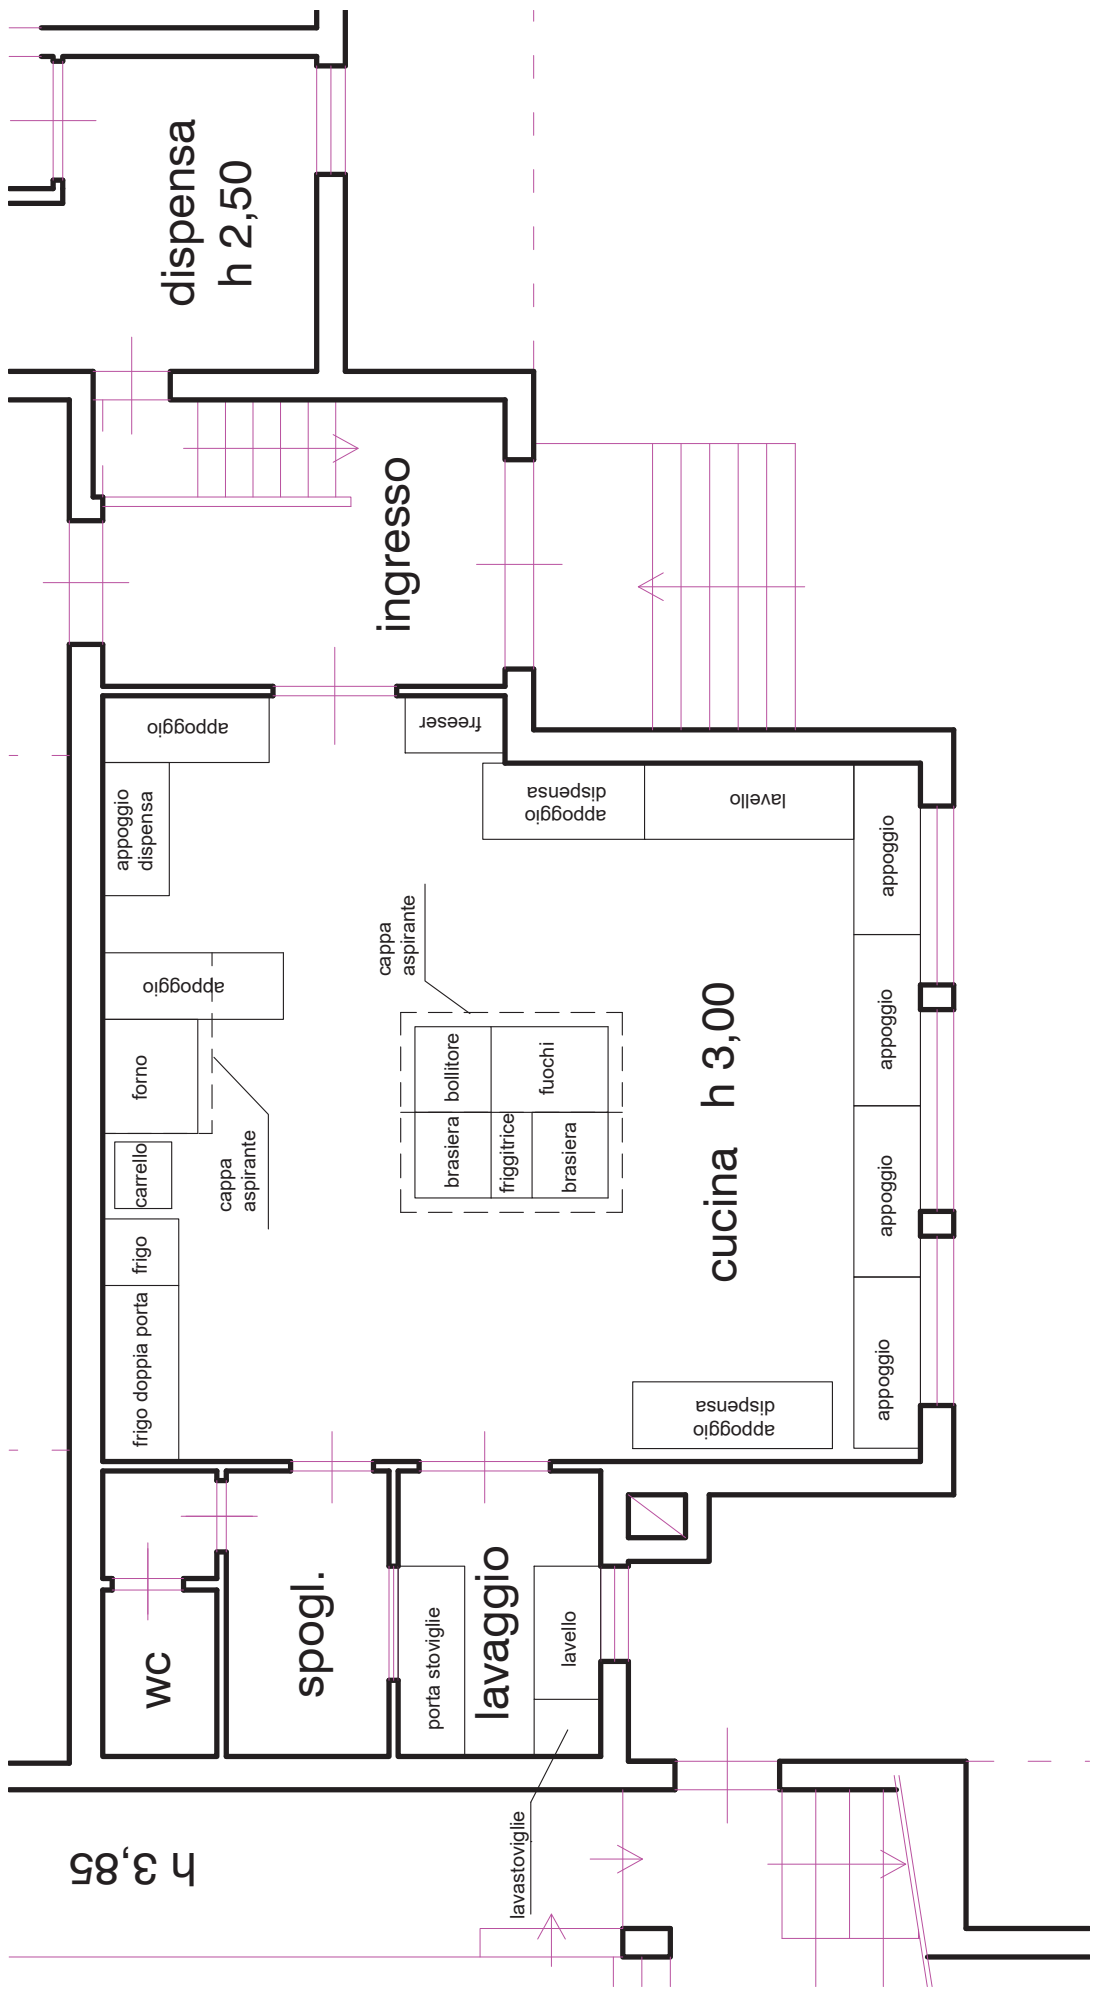 dispensa
h 2,50
ingresso
appoggio
freeser
appoggio
dispensa
appoggio
dispensa
lavello
appoggio
cappa
aspirante
appoggio
appoggio
forno
bollitore
fuochi
cucina h 3,00
carrello
cappa
aspirante
brasiera
friggitrice
brasiera
appoggio
frigo
frigo doppia porta
appoggio
dispensa
appoggio
wc
spogl.
lavaggio
porta stoviglie
lavello
lavastoviglie
h 3,85